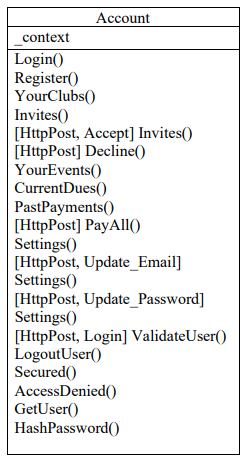 Account
_context
Login()
Register()
YourClubs()
Invites()
[HttpPost, Accept] Invites()
[HttpPost] Decline()
YourEvents()
CurrentDues()
PastPayments()
[HttpPost] PayAll()
Settings()
[HttpPost, Update_Email]
Settings()
[HttpPost, Update_Password]
Settings()
[HttpPost, Login] ValidateUser()
LogoutUser()
Secured()
AccessDenied()
GetUser()
HashPassword()